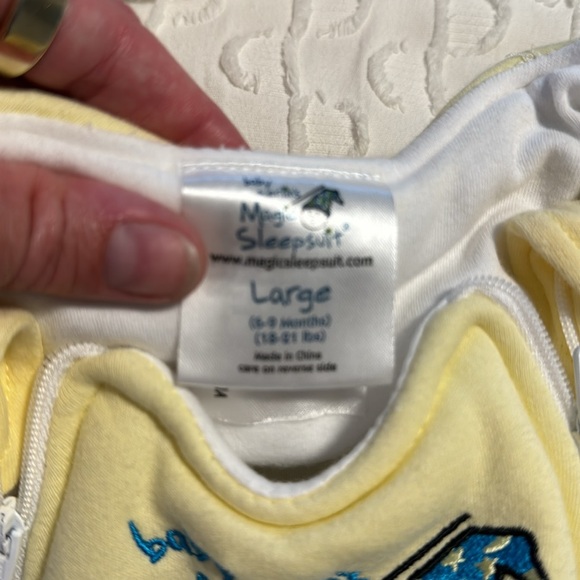 baby
Magic
Sleepsuit®
www.magicsleepsuit.com
Large
(6-9 Months)
(18-21 lbs)
Made in China
care on reverse side